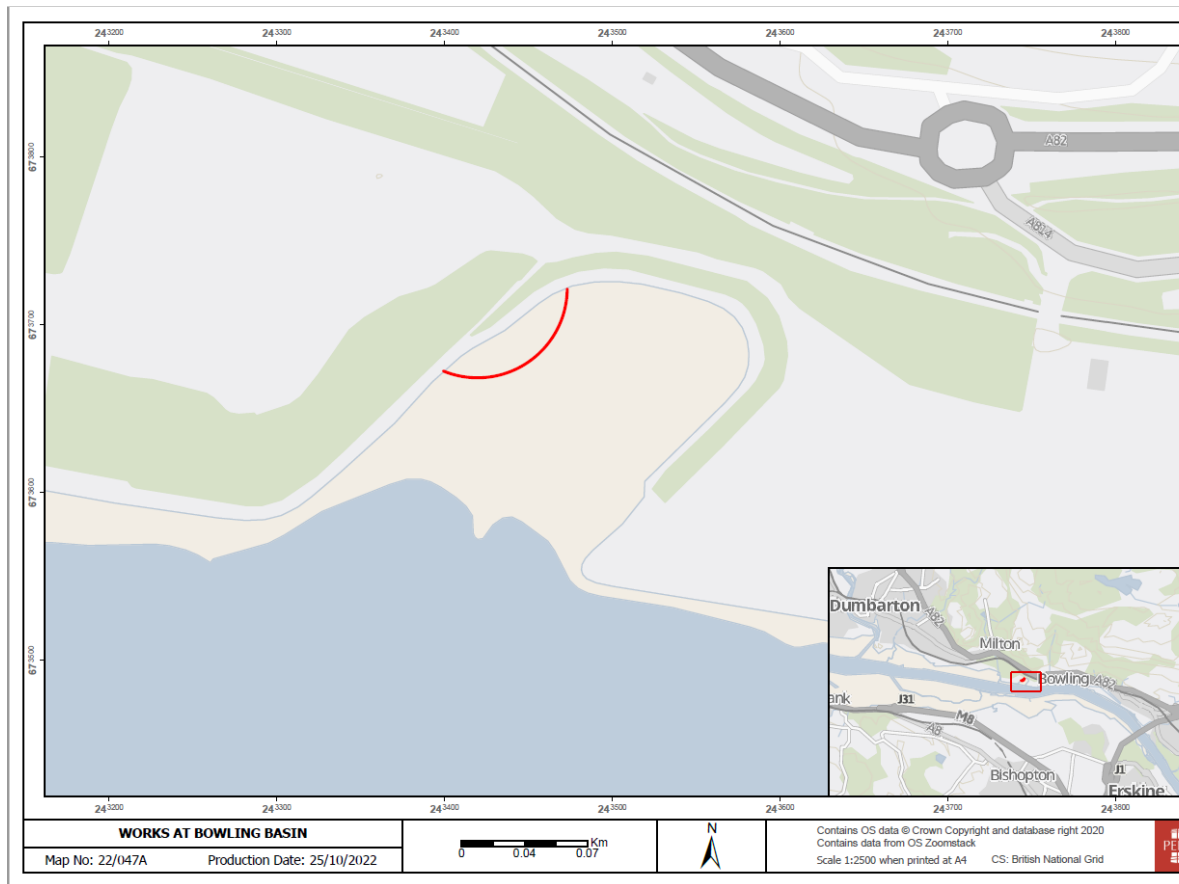 243200 243300 243400 243500 243600 243700 243800
673800
673700
673600
673500
A82
A814
Dumbarton
A82
Milton
Bowling
A82
ank
J31
M8
A8
Bishopton
J1
Erskine
243200 243300 243400 243500 243600 243700 243800
WORKS AT BOWLING BASIN
Map No: 22/047A Production Date: 25/10/2022
Km
0 0.04 0.07
N
Contains OS data © Crown Copyright and database right 2020
Contains data from OS Zoomstack
Scale 1:2500 when printed at A4 CS: British National Grid